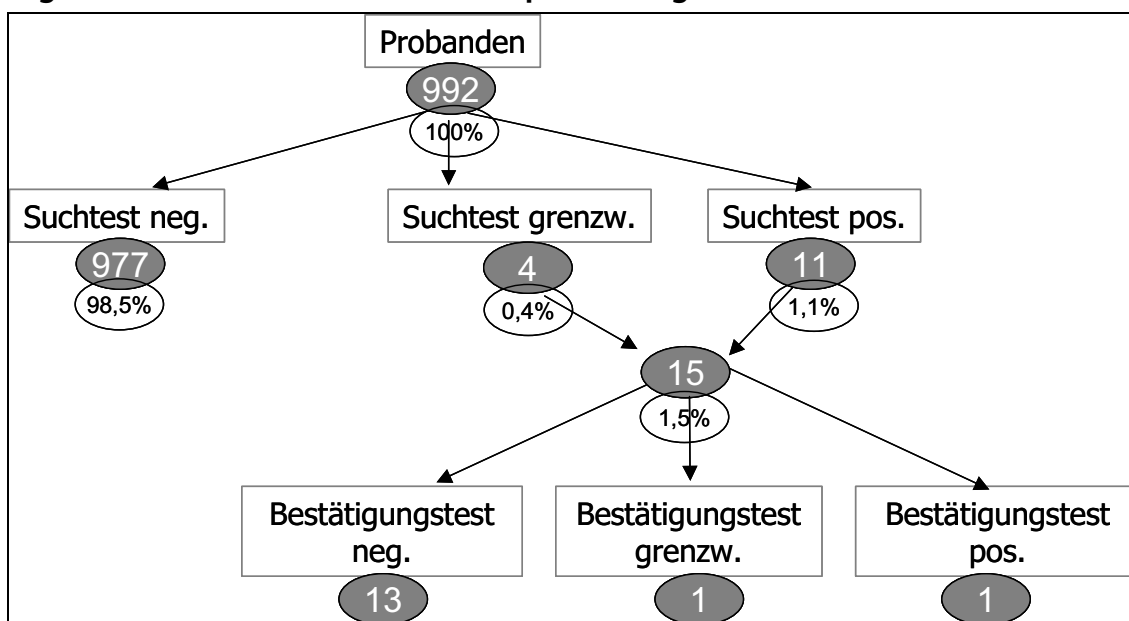 Probanden
992
100%
Suchtest neg.
Suchtest grenzw.
Suchtest pos.
977
4
11
98,5%
0,4%
1,1%
15
1,5%
Bestätigungstest
neg.
Bestätigungstest
grenzw.
Bestätigungstest
pos.
13
1
1